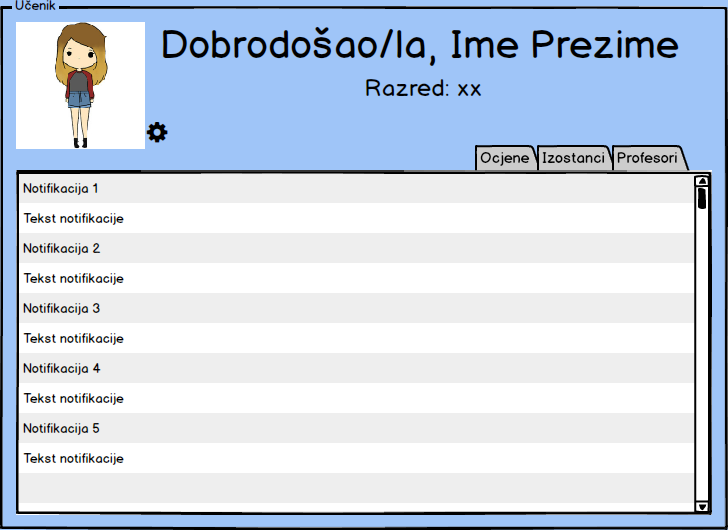 Učenik
Dobrodošao/la, Ime Prezime
Razred: xx
Ocjene
Izostanci
Profesori
Notifikacija 1
Tekst notifikacije
Notifikacija 2
Tekst notifikacije
Notifikacija 3
Tekst notifikacije
Notifikacija 4
Tekst notifikacije
Notifikacija 5
Tekst notifikacije